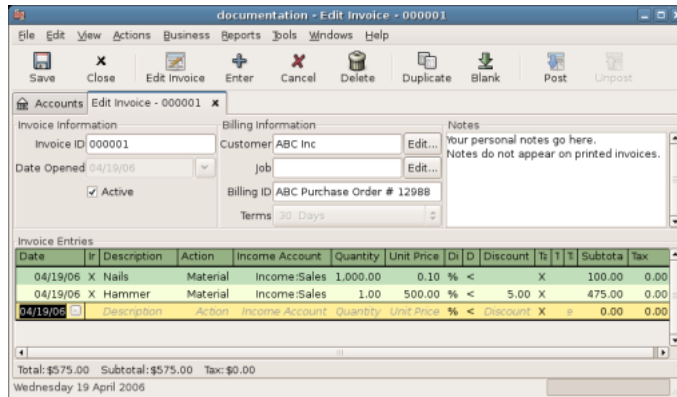 documentation - Edit Invoice - 000001
File Edit View Actions Business Reports Tools Windows Help
Save Close Edit Invoice Enter Cancel Delete Duplicate Blank Post Unpost
Accounts Edit Invoice - 000001 x
Invoice Information Billing Information Notes
Invoice ID 000001 Customer ABC Inc Edit... Your personal notes go here.
Notes do not appear on printed invoices.
Date Opened 04/19/06 Job Edit...
Active Billing ID ABC Purchase Order # 12988
Terms 30 Days
Invoice Entries
Date Ir Description Action Income Account Quantity Unit Price Di D Discount Ta T T Subtota Tax
04/19/06 X Nails Material Income:Sales 1,000.00 0.10 % < X 100.00 0.00
04/19/06 X Hammer Material Income:Sales 1.00 500.00 % < 5.00 X 475.00 0.00
04/19/06 Description Action Income Account Quantity Unit Price % < Discount X e 0.00 0.00
Total: $575.00 Subtotal: $575.00 Tax: $0.00
Wednesday 19 April 2006